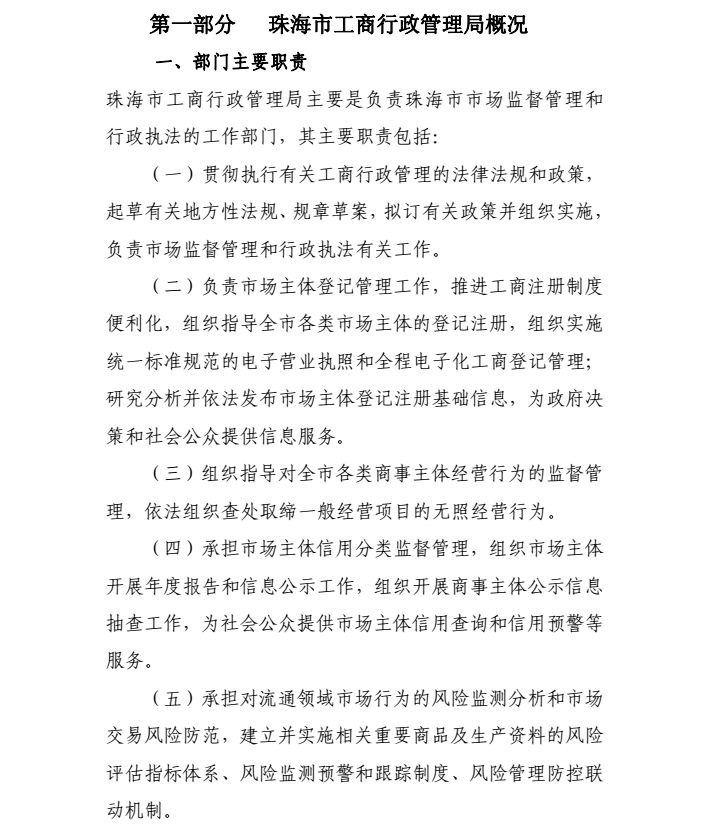 第一部分 珠海市工商行政管理局概况
一、部门主要职责
珠海市工商行政管理局主要是负责珠海市市场监督管理和
行政执法的工作部门，其主要职责包括：
（一）贯彻执行有关工商行政管理的法律法规和政策，
起草有关地方性法规、规章草案，拟订有关政策并组织实施，
负责市场监督管理和行政执法有关工作。
（二）负责市场主体登记管理工作，推进工商注册制度
便利化，组织指导全市各类市场主体的登记注册，组织实施
统一标准规范的电子营业执照和全程电子化工商登记管理；
研究分析并依法发布市场主体登记注册基础信息，为政府决
策和社会公众提供信息服务。
（三）组织指导对全市各类商事主体经营行为的监督管
理，依法组织查处取缔一般经营项目的无照经营行为。
（四）承担市场主体信用分类监督管理，组织市场主体
开展年度报告和信息公示工作，组织开展商事主体公示信息
抽查工作，为社会公众提供市场主体信用查询和信用预警等
服务。
（五）承担对流通领域市场行为的风险监测分析和市场
交易风险防范，建立并实施相关重要商品及生产资料的风险
评估指标体系、风险监测预警和跟踪制度、风险管理防控联
动机制。